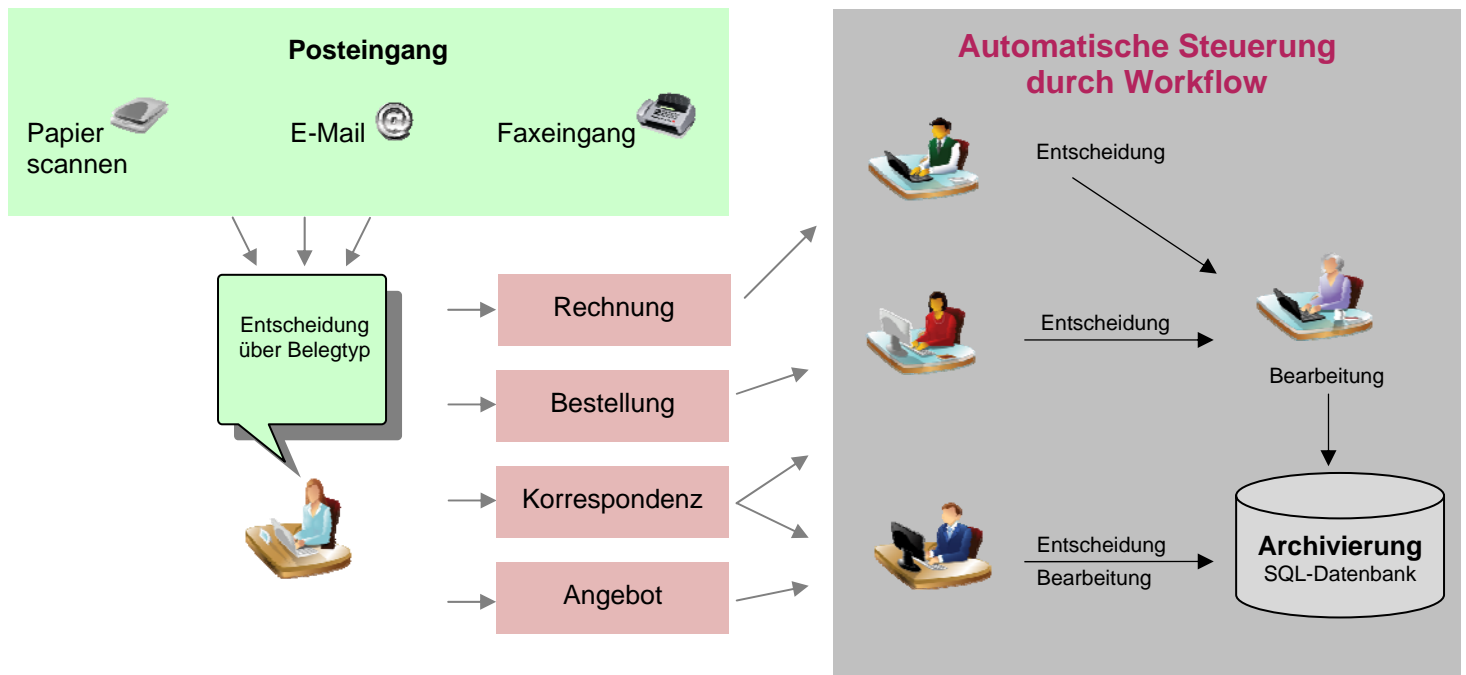 Posteingang
Papier
scannen
E-Mail
Faxeingang
Entscheidung
über Belegtyp
Rechnung
Bestellung
Korrespondenz
Angebot
Automatische Steuerung
durch Workflow
Entscheidung
Entscheidung
Bearbeitung
Entscheidung
Bearbeitung
Archivierung
SQL-Datenbank